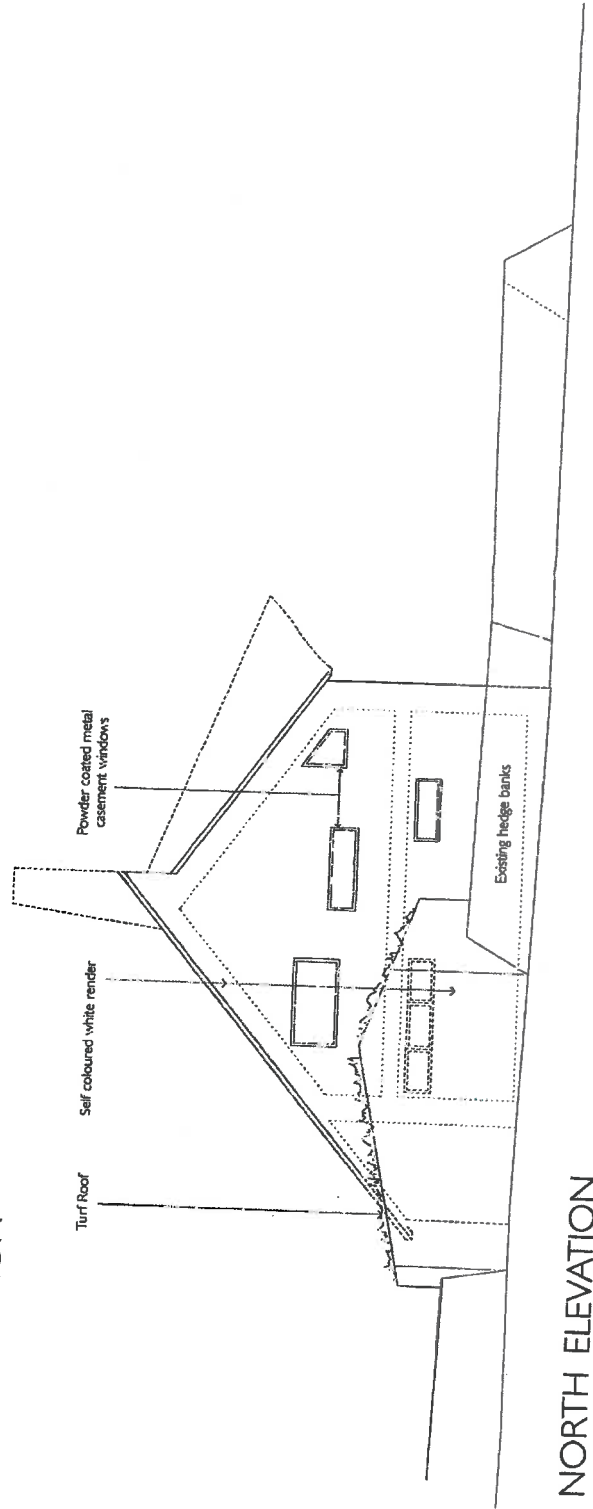 Turf Roof
Self coloured white render
Powder coated metal
casement windows
Existing hedge banks
NORTH ELEVATION